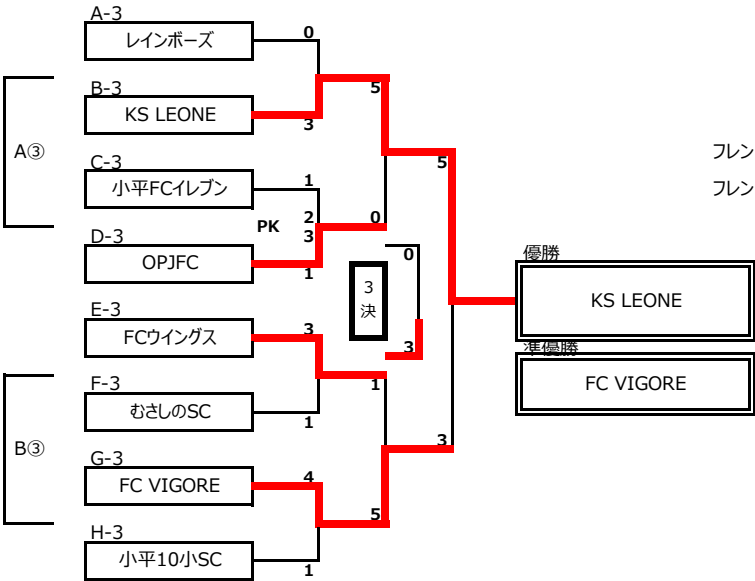 A-3
レインボーズ
0
B-3
KS LEONE
3
5
A③
C-3
小平FCイレブン
1
PK
2
3
0
D-3
OPJFC
1
5
フレン
フレン
E-3
FCウイングス
3
3
決
0
3
優勝
KS LEONE
準優勝
FC VIGORE
F-3
むさしのSC
1
1
B③
G-3
FC VIGORE
4
5
3
H-3
小平10小SC
1